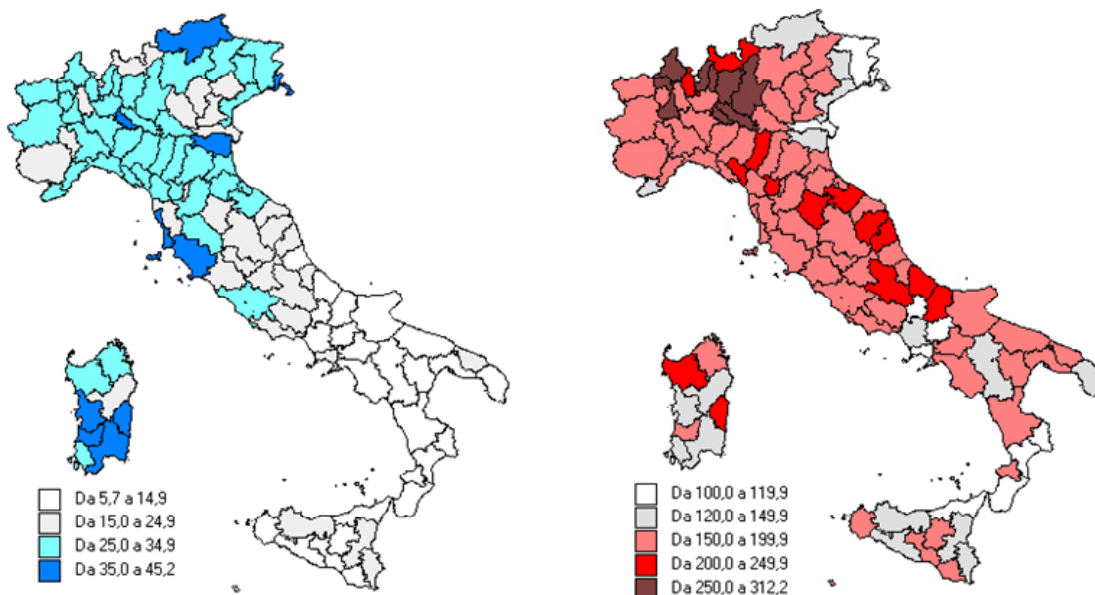 Da 5,7 a 14,9
Da 15,0 a 24,9
Da 25,0 a 34,9
Da 35,0 a 45,2
Da 100,0 a 119,9
Da 120,0 a 149,9
Da 150,0 a 199,9
Da 200,0 a 249,9
Da 250,0 a 312,2